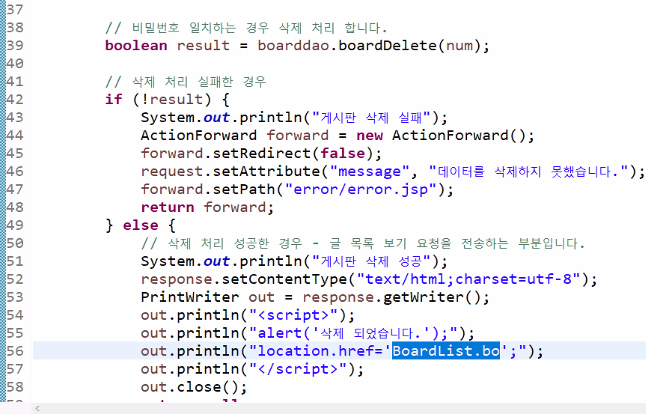 37
38 // 비밀번호 일치하는 경우 삭제 처리 합니다.
39 boolean result = boarddao.boardDelete(num);
40
41 // 삭제 처리 실패한 경우
42 if (!result) {
43 System.out.println("게시판 삭제 실패");
44 ActionForward forward = new ActionForward();
45 forward.setRedirect(false);
46 request.setAttribute("message", "데이터를 삭제하지 못했습니다.");
47 forward.setPath("error/error.jsp");
48 return forward;
49 } else {
50 // 삭제 처리 성공한 경우 - 글 목록 보기 요청을 전송하는 부분입니다.
51 System.out.println("게시판 삭제 성공");
52 response.setContentType("text/html;charset=utf-8");
53 PrintWriter out = response.getWriter();
54 out.println("<script>");
55 out.println("alert('삭제 되었습니다.');");
56 out.println("location.href='BoardList.bo';");
57 out.println("</script>");
58 out.close();